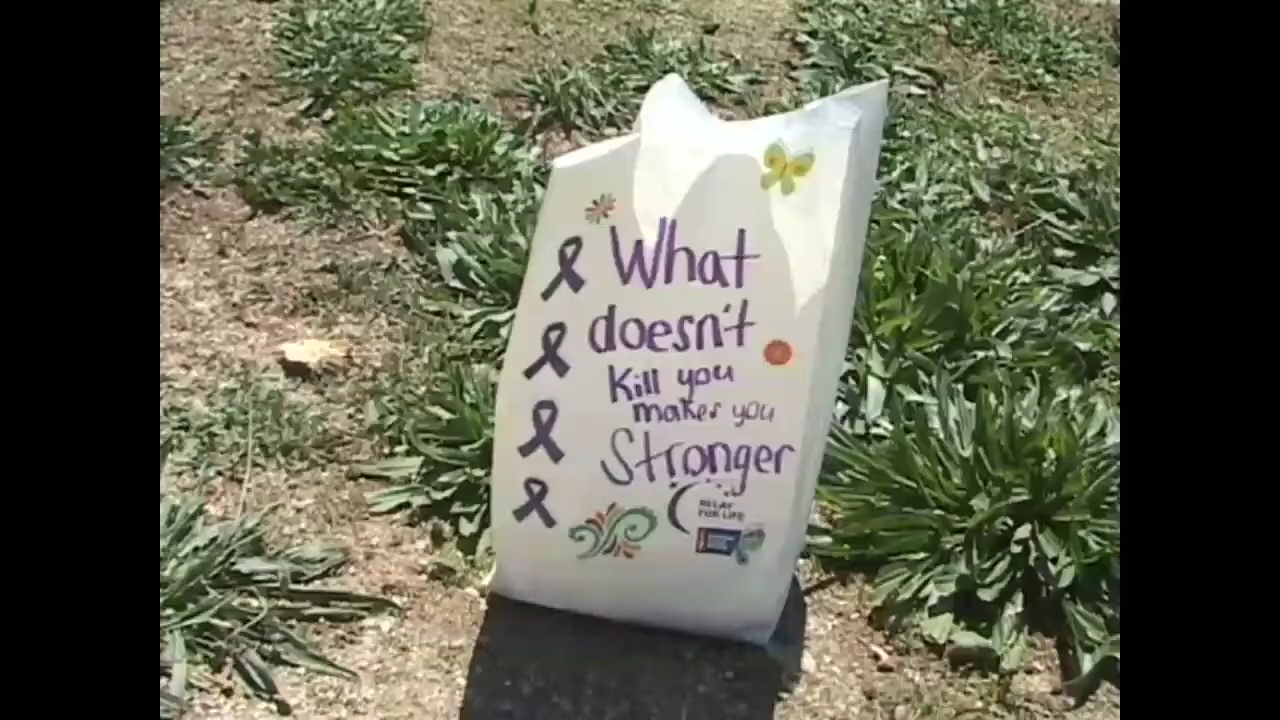 What
doesn't
Kill you
makes you
Stronger
RELAY
FOR LIFE